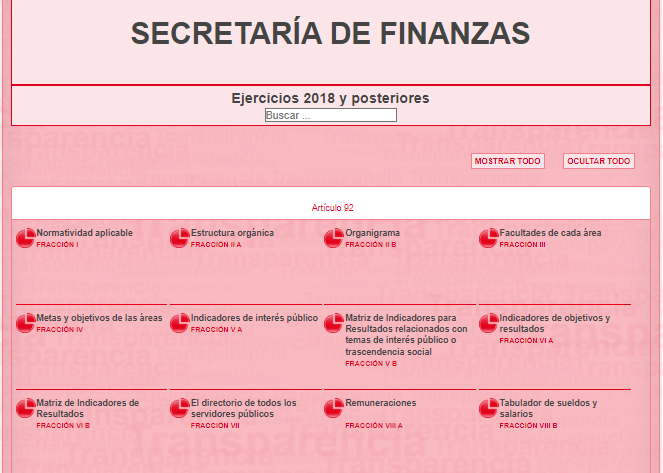 SECRETARÍA DE FINANZAS
Ejercicios 2018 y posteriores
Buscar ...
MOSTRAR TODO
OCULTAR TODO
Artículo 92
Normatividad aplicable
FRACCIÓN I
Estructura orgánica
FRACCIÓN II A
Organigrama
FRACCIÓN II B
Facultades de cada área
FRACCIÓN III
Metas y objetivos de las áreas
FRACCIÓN IV
Indicadores de interés público
FRACCIÓN V A
Matriz de Indicadores para
Resultados relacionados con
temas de interés público o
trascendencia social
FRACCIÓN V B
Indicadores de objetivos y
resultados
FRACCIÓN VI A
Matriz de Indicadores de
Resultados
FRACCIÓN VI B
El directorio de todos los
servidores públicos
FRACCIÓN VII
Remuneraciones
FRACCIÓN VIII A
Tabulador de sueldos y
salarios
FRACCIÓN VIII B